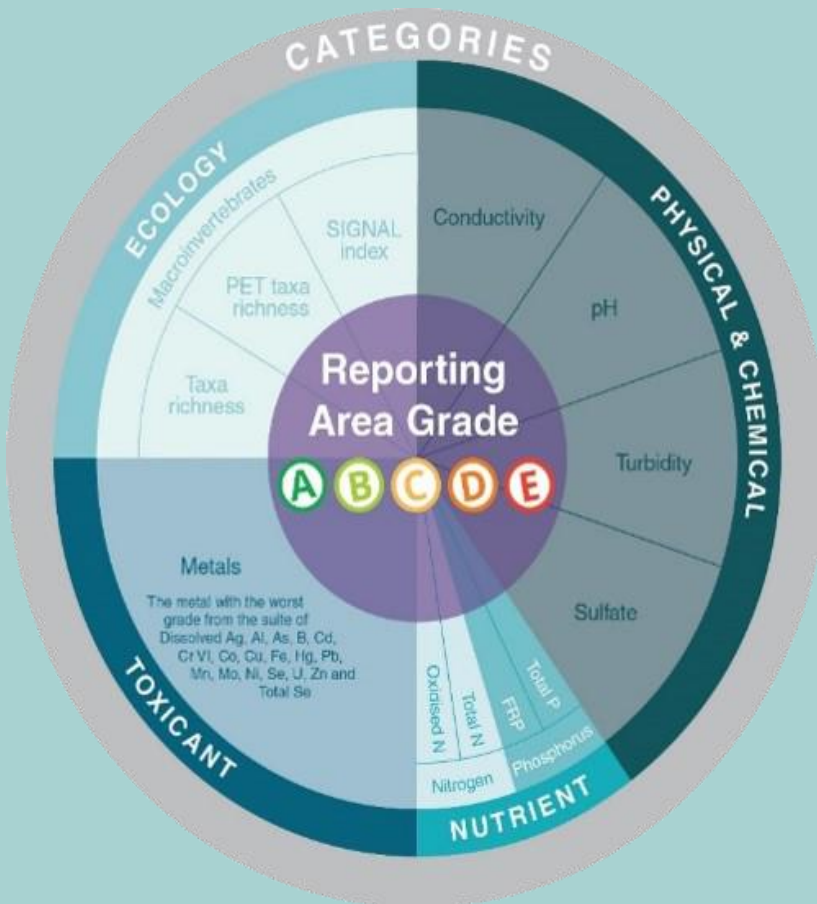 CATEGORIES
ECOLOGY
Macroinvertebrates
SIGNAL
index
PET taxa
richness
Taxa
richness
PHYSICAL & CHEMICAL
Conductivity
pH
Turbidity
Sulfate
Reporting
Area Grade
A B C D E
TOXICANT
Metals
The metal with the worst
grade from the suite of
Dissolved Ag, Al, As, B, Cd,
Cr VI, Co, Cu, Fe, Hg, Pb,
Mn, Mo, Ni, Se, U, Zn and
Total Se
Oxidised N
Total N
FRP
Total P
Nitrogen
Phosphorus
NUTRIENT